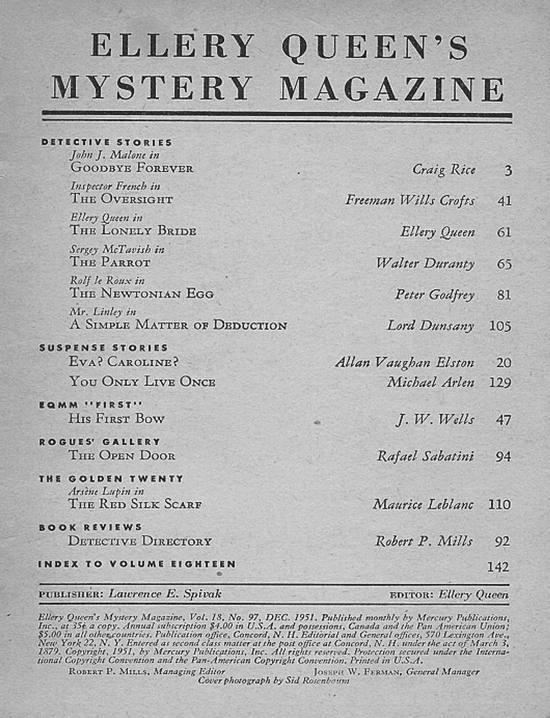 ELLERY QUEEN'S
MYSTERY MAGAZINE
DETECTIVE STORIES
John J. Malone in
GOODBYE FOREVER Craig Rice 3
Inspector French in
THE OVERSIGHT Freeman Wills Crofts 41
Ellery Queen in
THE LONELY BRIDE Ellery Queen 61
Sergey McTavish in
THE PARROT Walter Duranty 65
Rolf le Roux in
THE NEWTONIAN EGG Peter Godfrey 81
Mr. Linley in
A SIMPLE MATTER OF DEDUCTION Lord Dunsany 105
SUSPENSE STORIES
EVA? CAROLINE? Allan Vaughan Elston 20
YOU ONLY LIVE ONCE Michael Arlen 129
EQMM "FIRST"
HIS FIRST BOW J. W. Wells 47
ROGUES' GALLERY
THE OPEN DOOR Rafael Sabatini 94
THE GOLDEN TWENTY
Arsène Lupin in
THE RED SILK SCARF Maurice Leblanc 110
BOOK REVIEWS
DETECTIVE DIRECTORY Robert P. Mills 92
INDEX TO VOLUME EIGHTEEN 142
PUBLISHER: Lawrence E. Spivak EDITOR: Ellery Queen
Ellery Queen's Mystery Magazine, Vol. 18, No. 97, DEC. 1951. Published monthly by Mercury Publications,
Inc., at 35¢ a copy. Annual subscription $4.00 in U.S.A. and possessions, Canada and the Pan American Union;
$5.00 in all other countries. Publication office, Concord, N. H. Editorial and General offices, 570 Lexington Ave.,
New York 22, N. Y. Entered as second class matter at the post office at Concord, N. H. under the act of March 3,
1879. Copyright, 1951, by Mercury Publications, Inc. All rights reserved. Protection secured under the Interna-
tional Copyright Convention and the Pan-American Copyright Convention. Printed in U.S.A.
ROBERT P. MILLS, Managing Editor JOSEPH W. FERMAN, General Manager
Cover photograph by Sid Rosenbaum